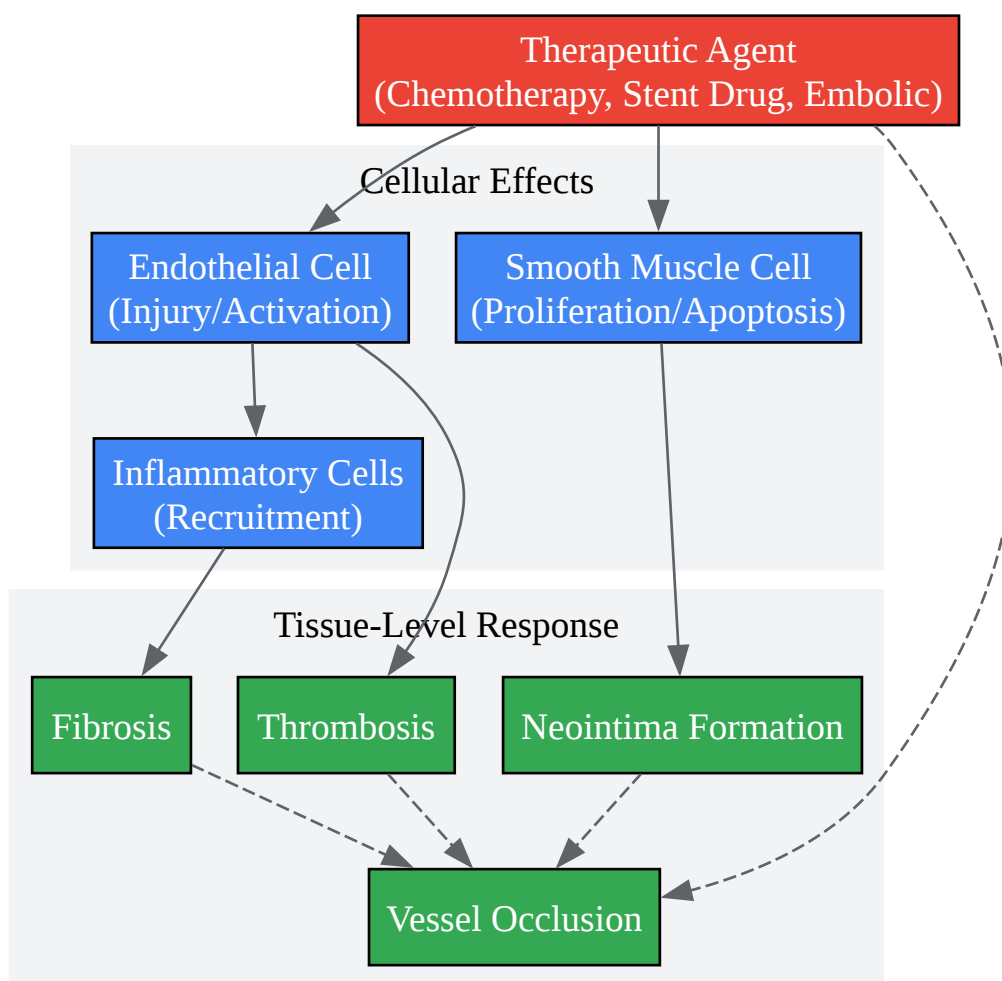 Therapeutic Agent
(Chemotherapy, Stent Drug, Embolic)
Cellular Effects
Endothelial Cell
(Injury/Activation)
Smooth Muscle Cell
(Proliferation/Apoptosis)
Inflammatory Cells
(Recruitment)
Tissue-Level Response
Fibrosis
Thrombosis
Neointima Formation
Vessel Occlusion